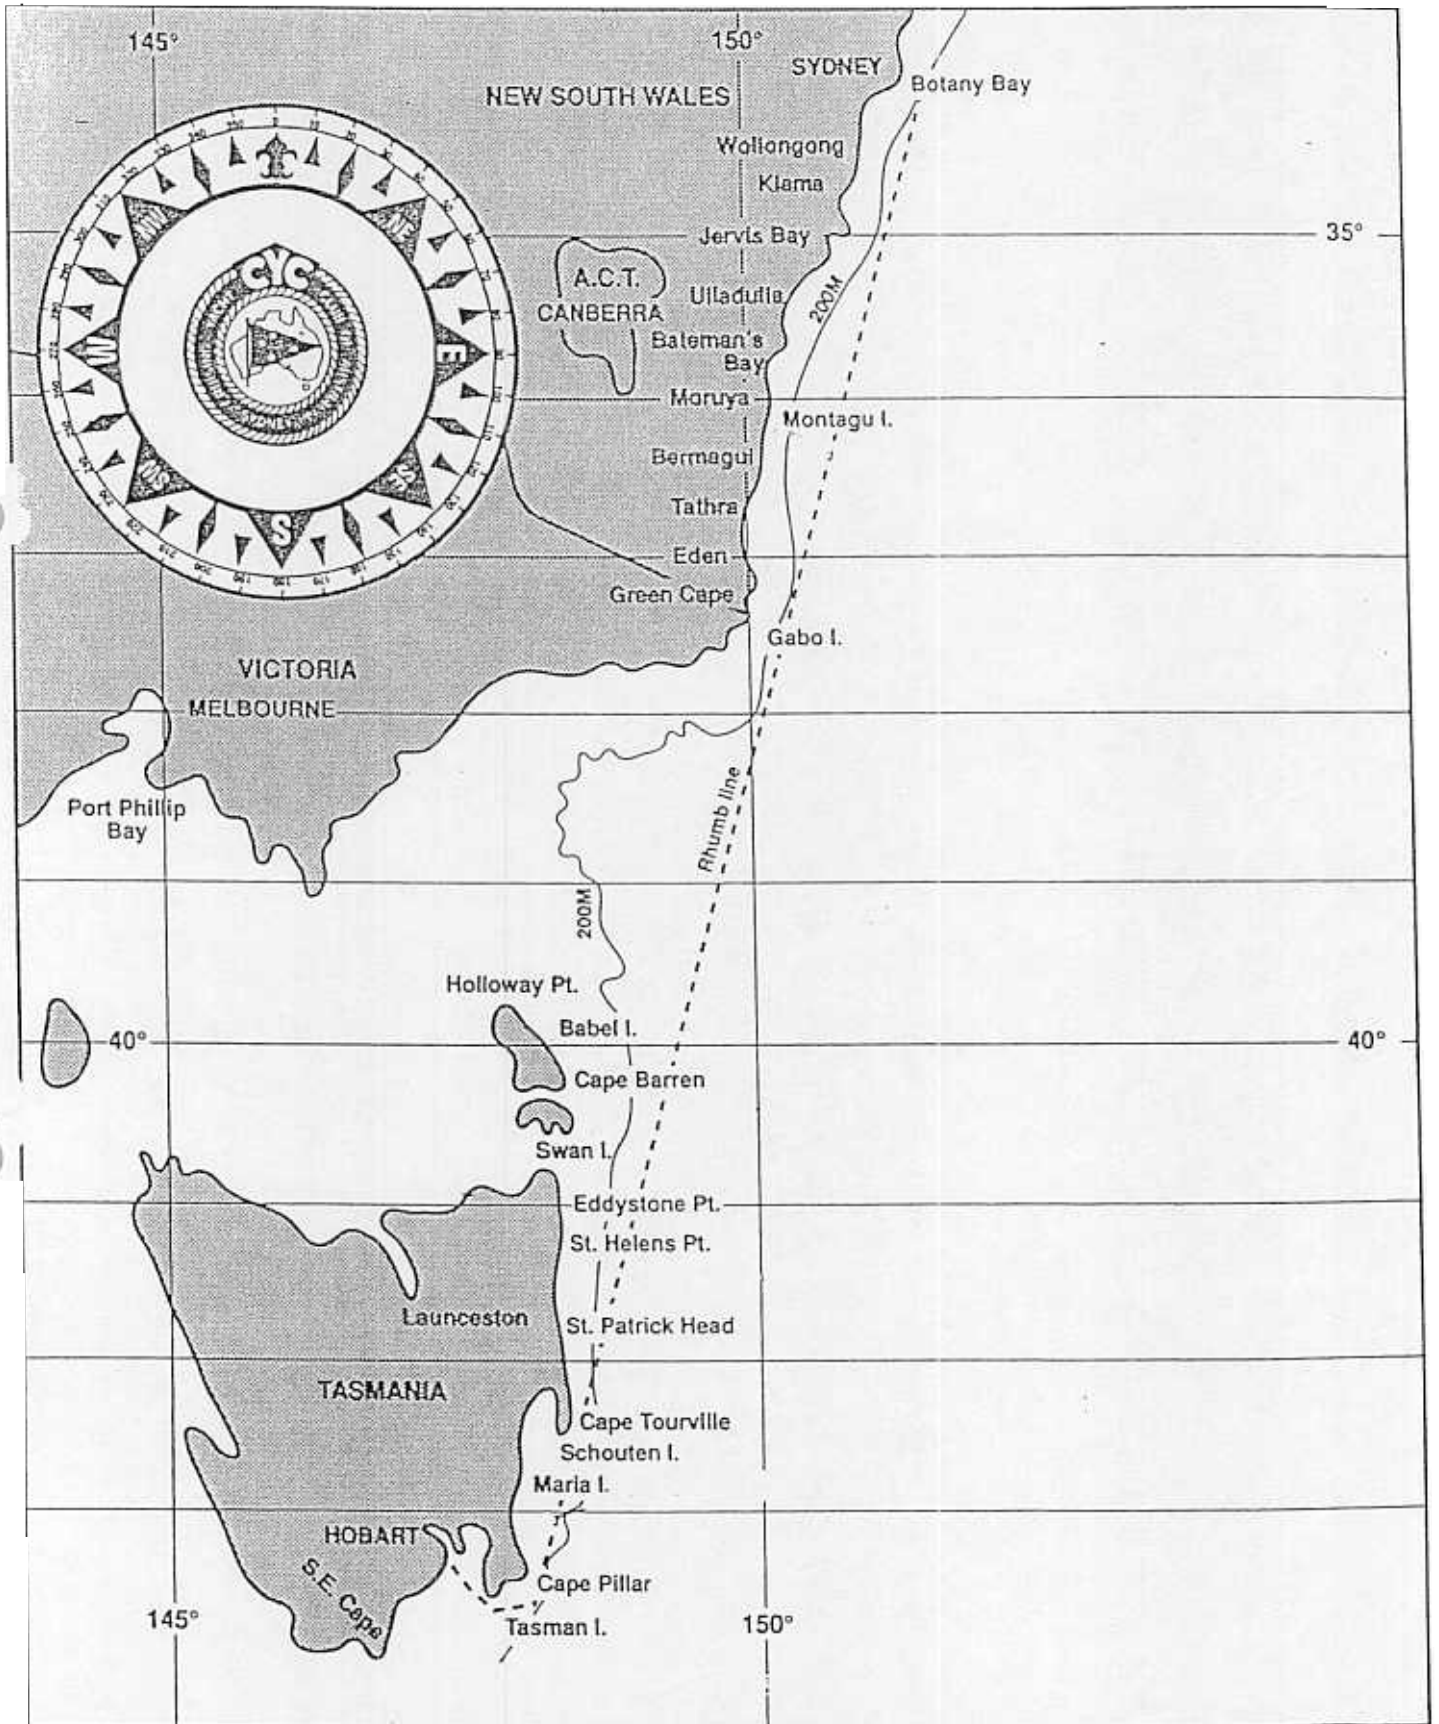 145°
150°
SYDNEY
Botany Bay
NEW SOUTH WALES
Wollongong
Kiama
Jervis Bay
35°
A.C.T.
CANBERRA
Ulladulla
200M
Bateman's
Bay
Moruya
Montagu I.
Bermagui
Tathra
Eden
Green Cape
Gabo I.
CYC
E
S
W
VICTORIA
MELBOURNE
Port Phillip
Bay
Rhumb line
200M
Holloway Pt.
Babel I.
40°
40°
Cape Barren
Swan I.
Eddystone Pt.
St. Helens Pt.
Launceston
St. Patrick Head
TASMANIA
Cape Tourville
Schouten I.
Maria I.
HOBART
S.E. Cape
Cape Pillar
Tasman I.
145°
150°